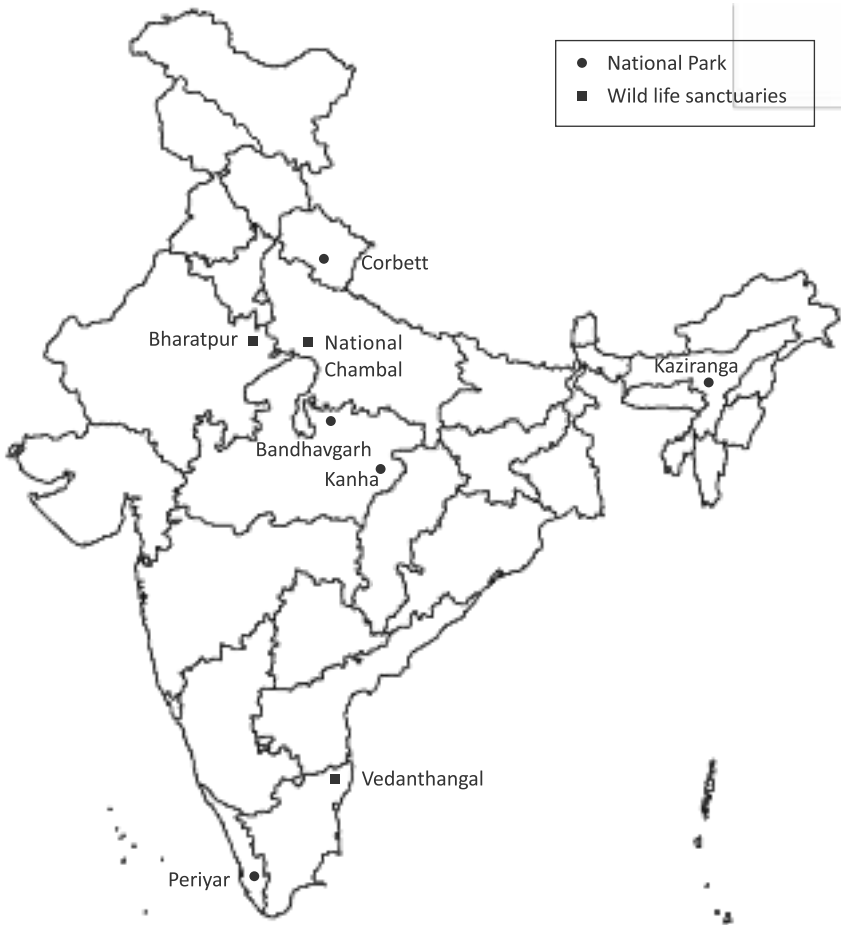 National Park
Wild life sanctuaries
Corbett
Bharatpur
National
Chambal
Kaziranga
Bandhavgarh
Kanha
Vedanthangal
Periyar